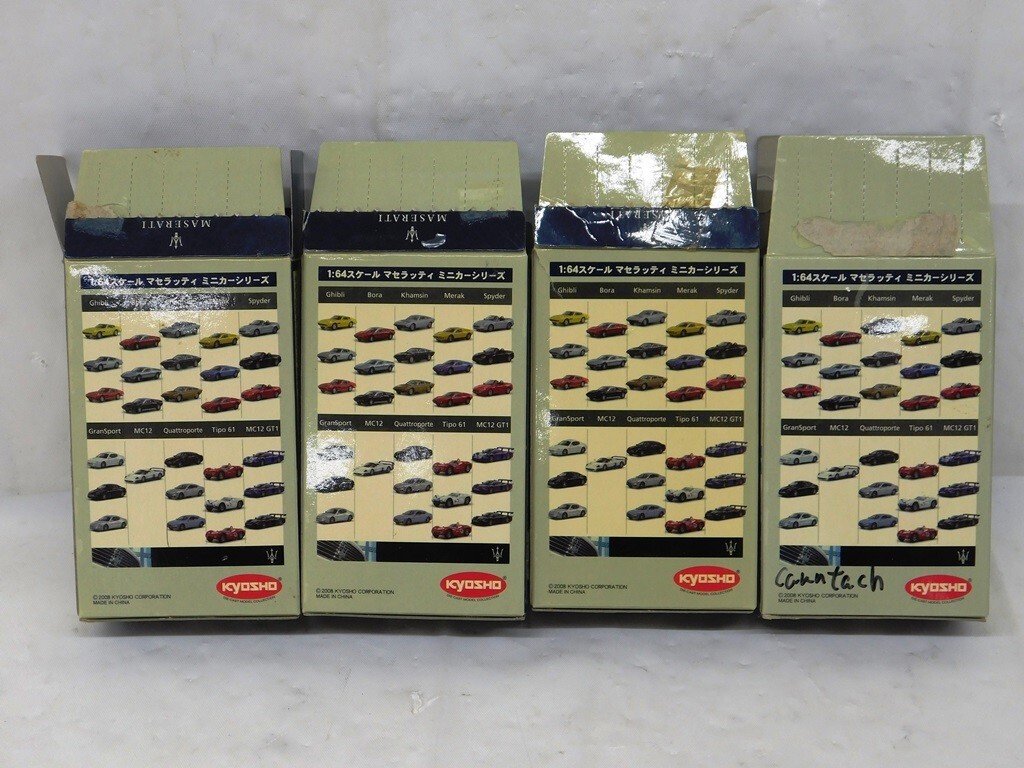 MASERATI
1:64スケール マセラッティ ミニカーシリーズ
Ghibli Spyder
GranSport MC12 Quattroporte Tipo 61 MC12 GT1
©2008 KYOSHO CORPORATION
MADE IN CHINA
KYOSHO
MASERATI
1:64スケール マセラッティ ミニカーシリーズ
Ghibli Bora Khamsin Merak Spyder
GranSport MC12 Quattroporte Tipo 61 MC12 GT1
©2008 KYOSHO CORPORATION
MADE IN CHINA
KYOSHO
1:64スケール マセラッティ ミニカーシリーズ
Ghibli Bora Khamsin Merak Spyder
GranSport MC12 Quattroporte Tipo 61 MC12 GT1
©2008 KYOSHO CORPORATION
MADE IN CHINA
KYOSHO
1:64スケール マセラッティ ミニカーシリーズ
Ghibli Bora Khamsin Merak Spyder
GranSport MC12 Quattroporte Tipo 61 MC12 GT1
Counntach
©2008 KYOSHO CORPORATION
MADE IN CHINA
KYOSHO